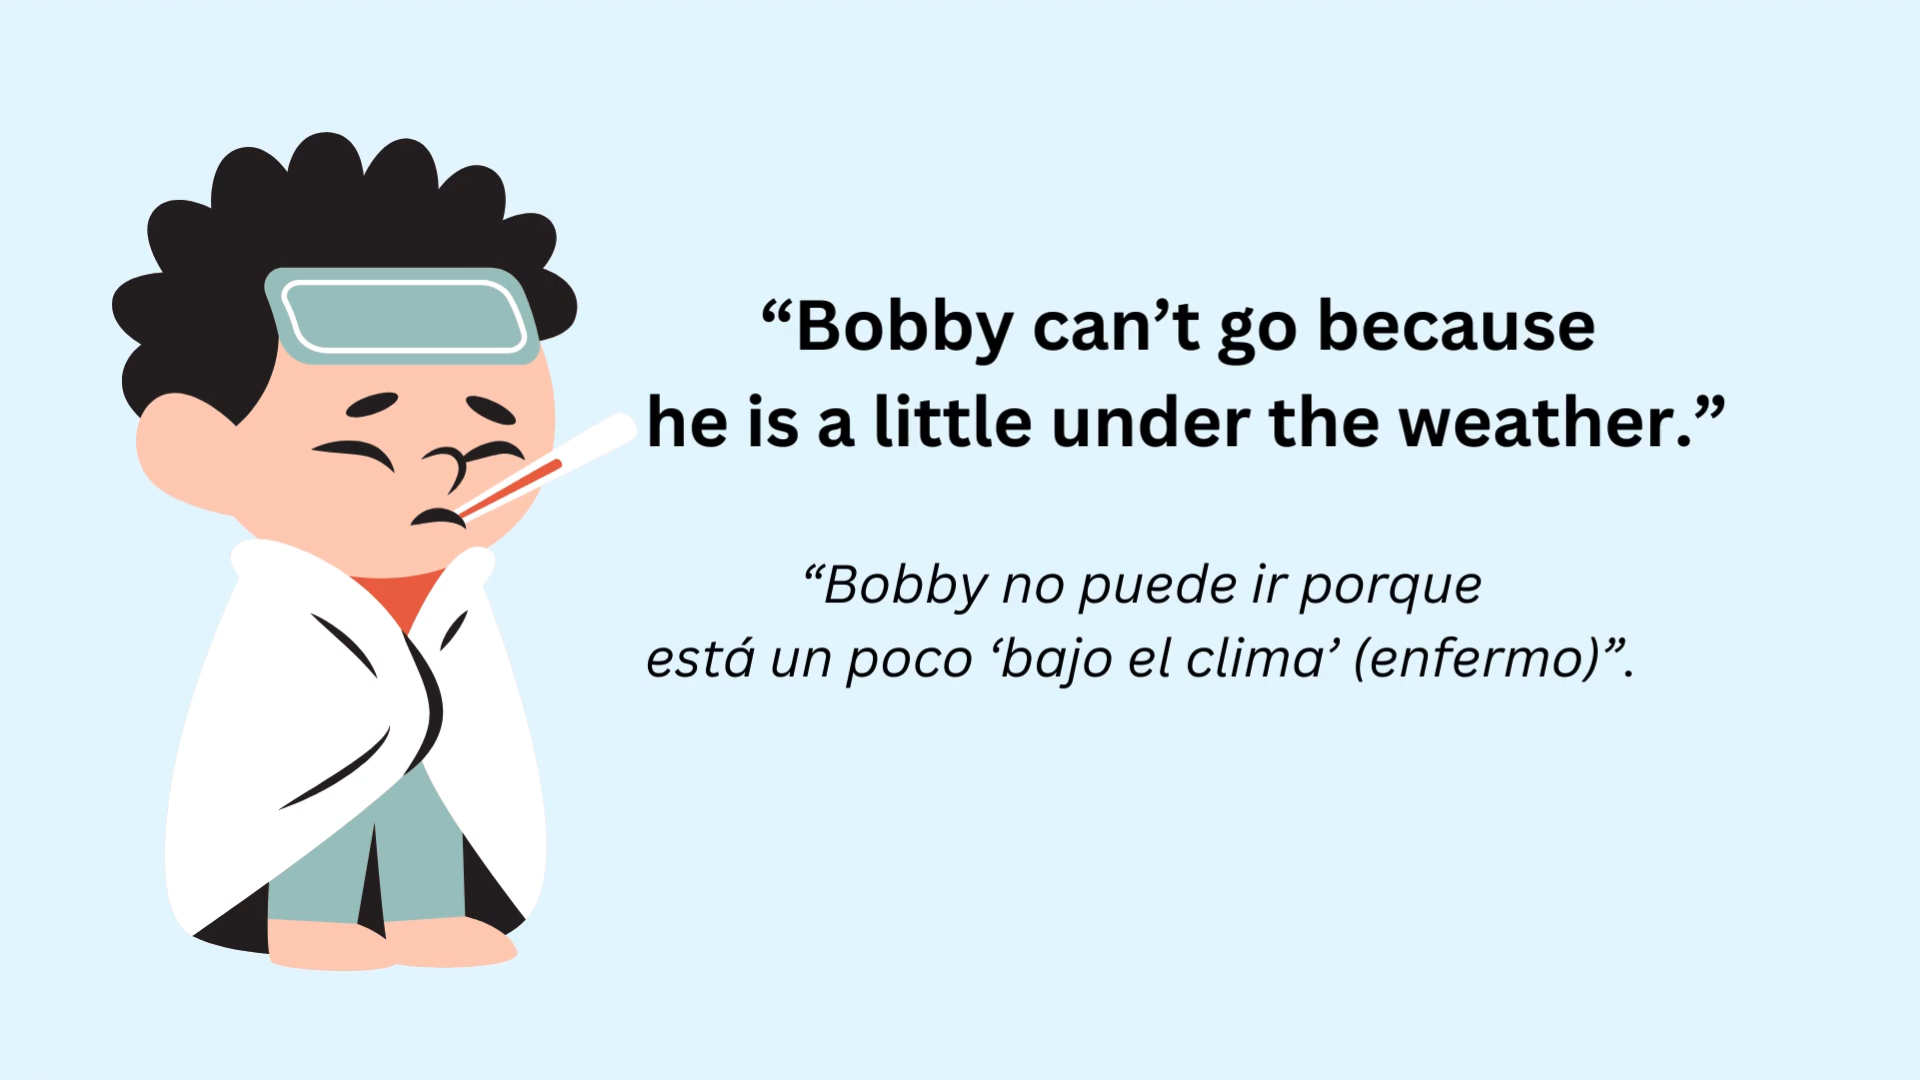 “Bobby can’t go because
he is a little under the weather.”
“Bobby no puede ir porque
está un poco ‘bajo el clima’ (enfermo)”.